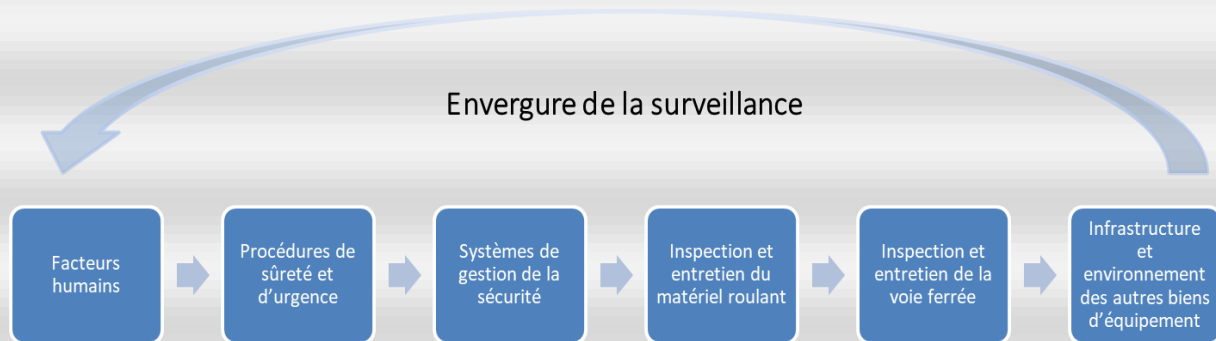 Envergure de la surveillance
Facteurs
humains
Procédures de
sûreté et
d’urgence
Systèmes de
gestion de la
sécurité
Inspection et
entretien du
matériel roulant
Inspection et
entretien de la
voie ferrée
Infrastructure
et
environnement
des autres biens
d’équipement